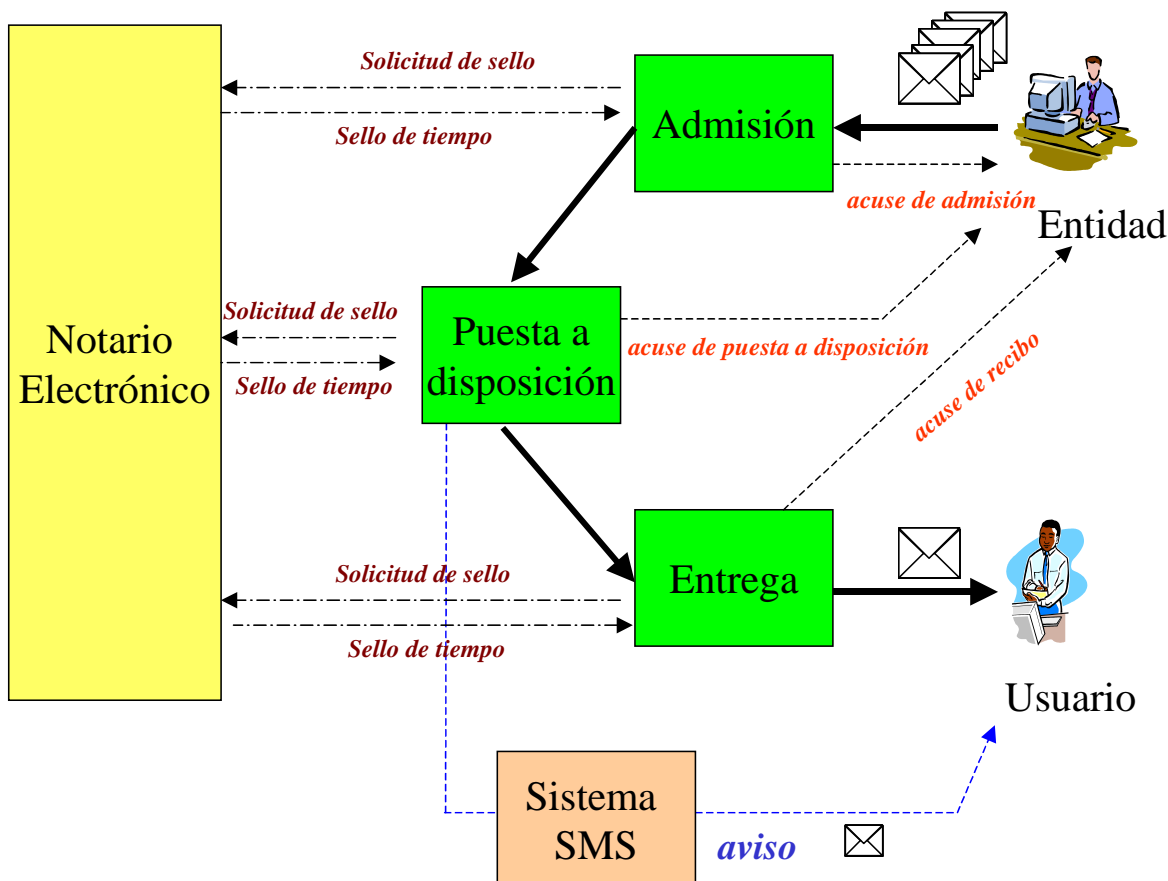 Solicitud de sello
Sello de tiempo
Admisión
acuse de admisión
Entidad
Notario
Electrónico
Solicitud de sello
Sello de tiempo
Puesta a
disposición
acuse de puesta a disposición
acuse de recibo
Solicitud de sello
Sello de tiempo
Entrega
Usuario
Sistema
SMS
aviso